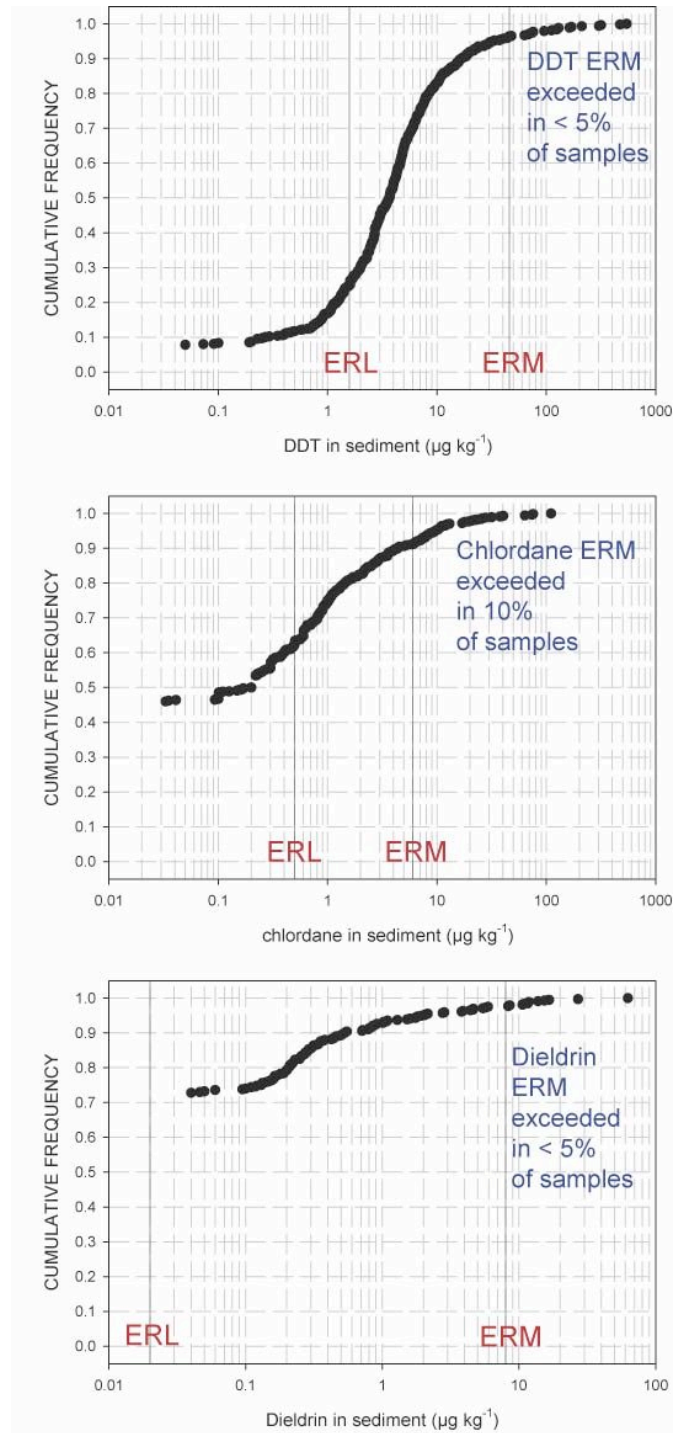 1.0
0.9
0.8
0.7
0.6
0.5
0.4
0.3
0.2
0.1
0.0
CUMULATIVE FREQUENCY
DDT ERM
exceeded
in < 5%
of samples
ERL
ERM
0.01
0.1
1
10
100
1000
DDT in sediment (µg kg⁻¹)
1.0
0.9
0.8
0.7
0.6
0.5
0.4
0.3
0.2
0.1
0.0
CUMULATIVE FREQUENCY
Chlordane ERM
exceeded
in 10%
of samples
ERL
ERM
0.01
0.1
1
10
100
1000
chlordane in sediment (µg kg⁻¹)
1.0
0.9
0.8
0.7
0.6
0.5
0.4
0.3
0.2
0.1
0.0
CUMULATIVE FREQUENCY
Dieldrin
ERM
exceeded
in < 5%
of samples
ERL
ERM
0.01
0.1
1
10
100
Dieldrin in sediment (µg kg⁻¹)